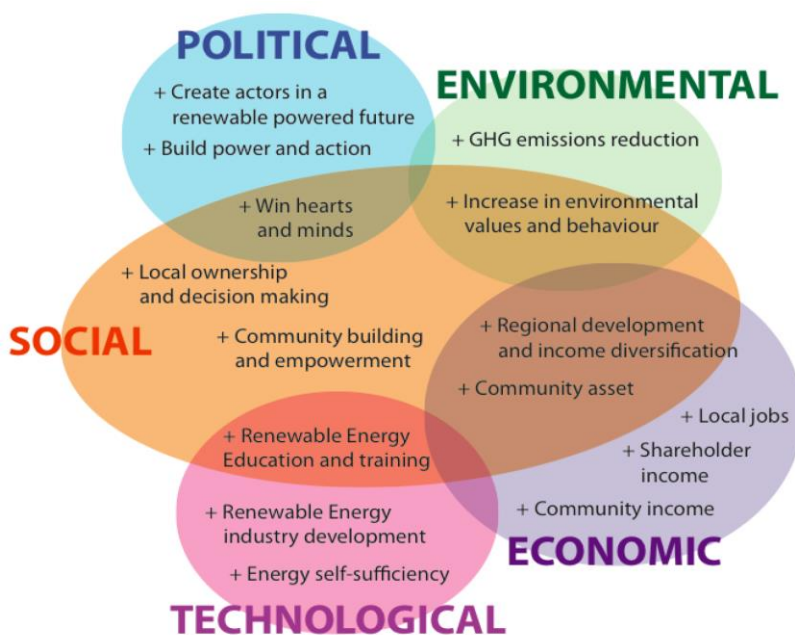 POLITICAL
+ Create actors in a
renewable powered future
+ Build power and action
ENVIRONMENTAL
+ GHG emissions reduction
+ Win hearts
and minds
+ Increase in environmental
values and behaviour
SOCIAL
+ Local ownership
and decision making
+ Community building
and empowerment
+ Regional development
and income diversification
+ Community asset
+ Local jobs
+ Shareholder
income
+ Community income
ECONOMIC
+ Renewable Energy
Education and training
+ Renewable Energy
industry development
+ Energy self-sufficiency
TECHNOLOGICAL